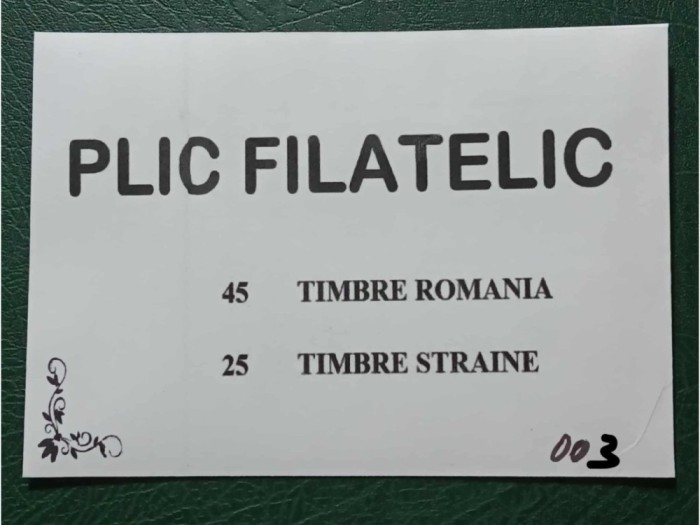 PLIC FILATELIC
45 TIMBRE ROMANIA
25 TIMBRE STRAINE
003